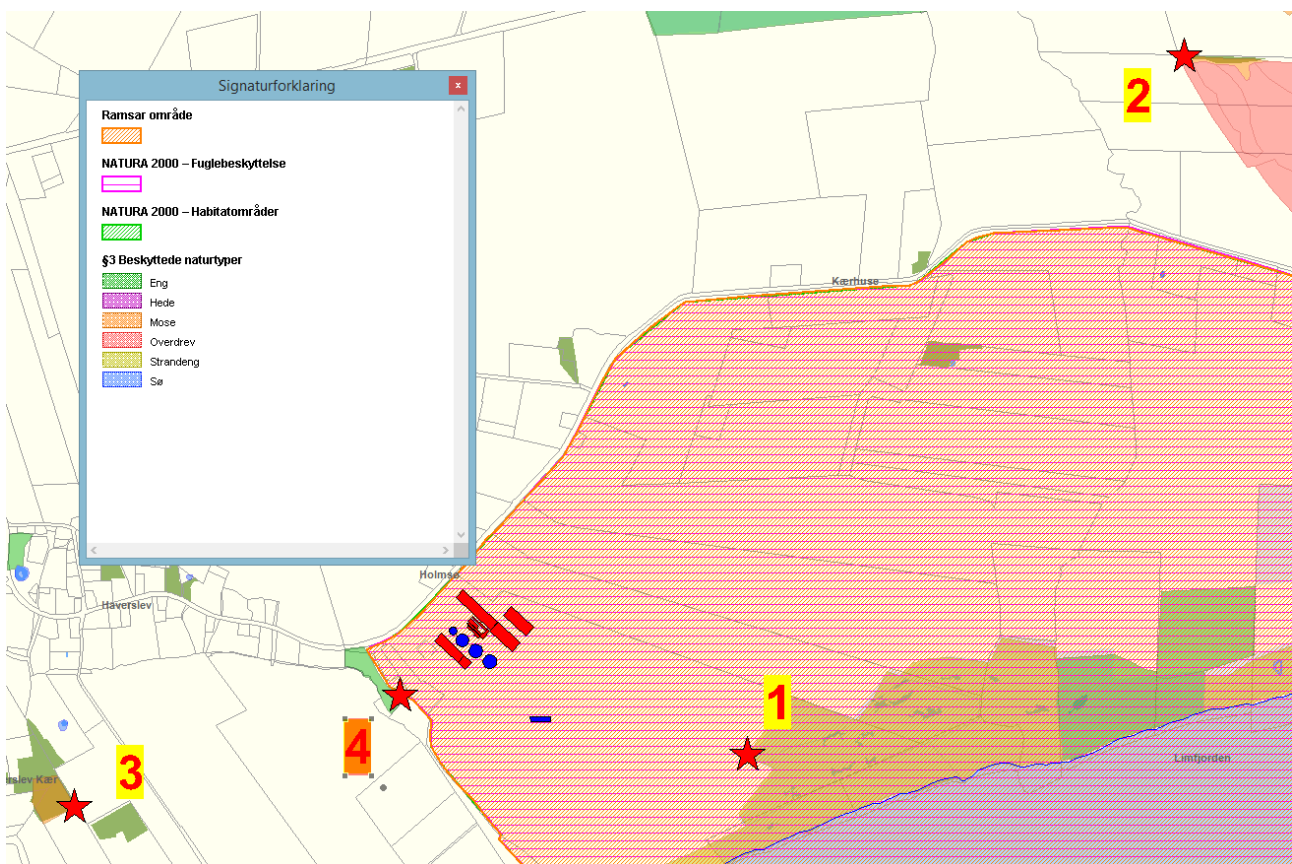 Signaturforklaring
x
Ramsar område
NATURA 2000 – Fuglebeskyttelse
NATURA 2000 – Habitatområder
§3 Beskyttede naturtyper
Eng
Hede
Mose
Overdrev
Strandeng
Sø
2
Kærhuse
Haverslev
1
4
3
Kær
Limfjorden